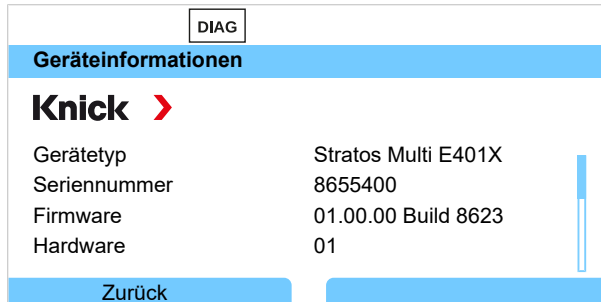 DIAG
Geräteinformationen
Knick
Gerätetyp Stratos Multi E401X
Seriennummer 8655400
Firmware 01.00.00 Build 8623
Hardware 01
Zurück